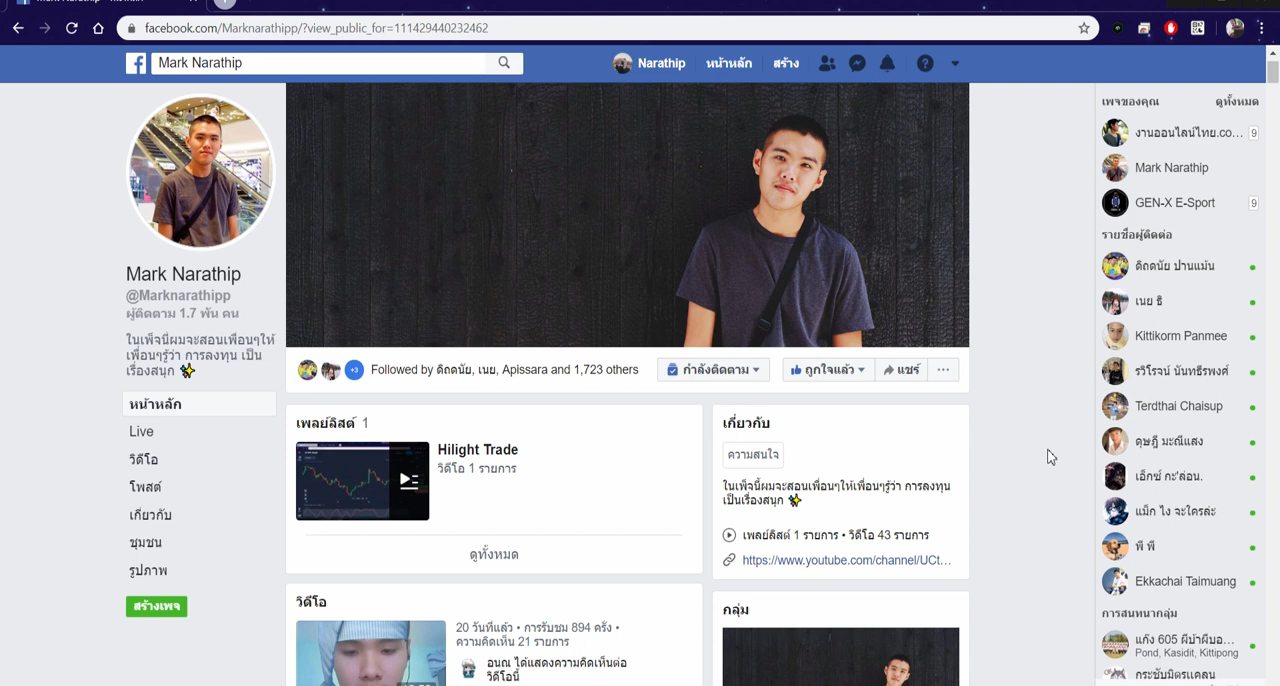 facebook.com/Marknarathipp/?view_public_for=111429440232462
Mark Narathip
Narathip
หน้าหลัก
สร้าง
Mark Narathip
@Marknarathipp
ผู้ติดตาม 1.7 พัน คน
ในเพ็จนี้ผมจะสอนเพื่อนๆให้
เพื่อนๆรู้ว่า การลงทุน เป็น
เรื่องสนุก ✨
หน้าหลัก
Live
วิดีโอ
โพสต์
เกี่ยวกับ
ชุมชน
รูปภาพ
สร้างเพจ
+3
Followed by ดิถดนัย, เนย, Apissara and 1,723 others
กำลังติดตาม
ถูกใจแล้ว
แชร์
เพลย์ลิสต์ 1
Hilight Trade
วิดีโอ 1 รายการ
ดูทั้งหมด
วิดีโอ
20 วันที่แล้ว • การรับชม 894 ครั้ง •
ความคิดเห็น 21 รายการ
อนณ ได้แสดงความคิดเห็นต่อ
วิดีโอนี้
เกี่ยวกับ
ความสนใจ
ในเพ็จนี้ผมจะสอนเพื่อนๆให้เพื่อนๆรู้ว่า การลงทุน
เป็นเรื่องสนุก ✨
เพลย์ลิสต์ 1 รายการ • วิดีโอ 43 รายการ
https://www.youtube.com/channel/UCt...
กลุ่ม
เพจของคุณ
ดูทั้งหมด
งานออนไลน์ไทย.co... 9
Mark Narathip
GEN-X E-Sport 9
รายชื่อผู้ติดต่อ
ดิถดนัย ปานแม้น
เนย ธิ
Kittikorm Panmee
รวิโรจน์ นันทธีรพงศ์
Terdthai Chaisup
ดุษฎี มะณีแสง
เอ็กซ์ กะ'ล่อน.
แม็ก ไง จะใครล่ะ
พี พี
Ekkachai Taimuang
การสนทนากลุ่ม
แก๊ง 605 ผีบ้าผีบอ...
Pond, Kasidit, Kittipong
กระชับมิตรแคลน